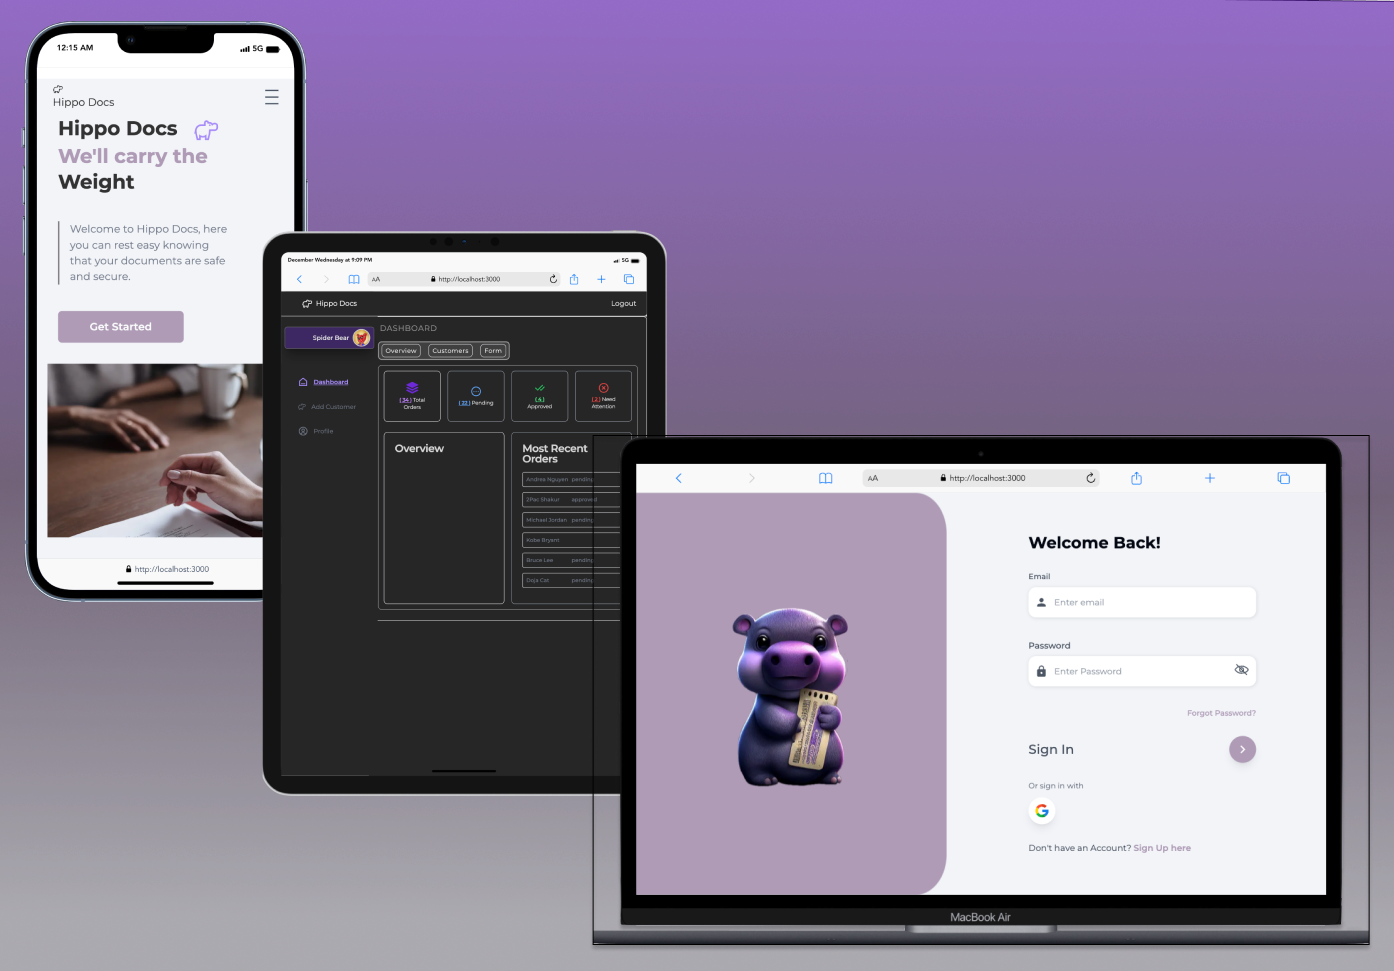 12:15 AM
5G
Hippo Docs
Hippo Docs
We'll carry the
Weight
Welcome to Hippo Docs, here
you can rest easy knowing
that your documents are safe
and secure.
Get Started
http://localhost:3000
December Wednesday at 9:09 PM
5G
AA
http://localhost:3000
Hippo Docs
Logout
Spider Bear
Dashboard
Add Customer
Profile
DASHBOARD
Overview
Customers
Form
(34) Total
Orders
(33) Pending
(4)
Approved
(2) Need
Attention
Overview
Most Recent
Orders
Andrea Nguyen pending
2Pac Shakur approved
Michael Jordan pending
Kobe Bryant
Bruce Lee pending
Doja Cat pending
AA
http://localhost:3000
Welcome Back!
Email
Enter email
Password
Enter Password
Forgot Password?
Sign In
Or sign in with
G
Don't have an Account? Sign Up here
MacBook Air